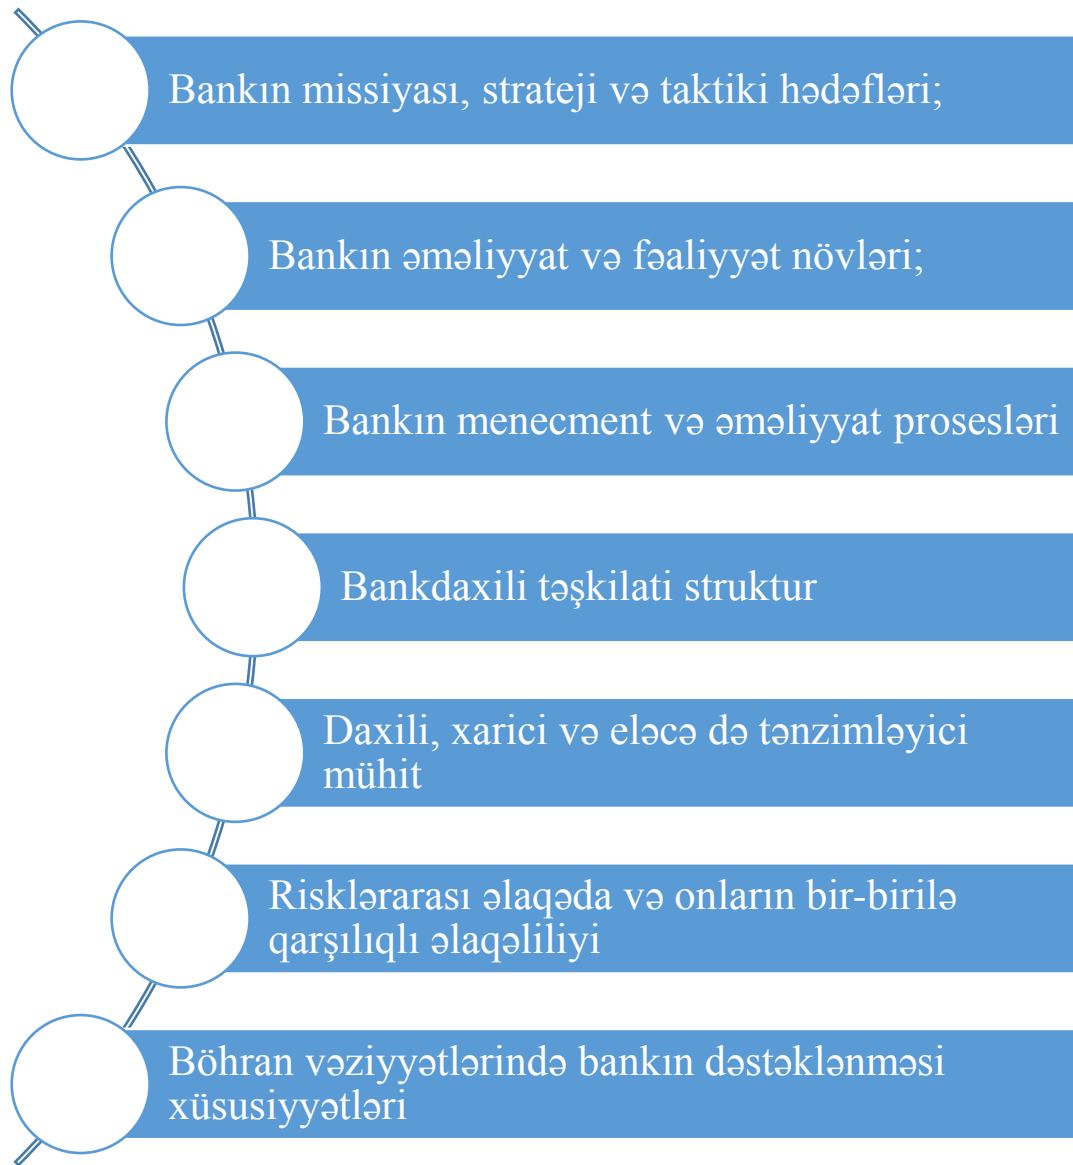 Bankın missiyası, strateji və taktiki hədəfləri;
Bankın əməliyyat və fəaliyyət növləri;
Bankın menecment və əməliyyat prosesləri
Bankdaxili təşkilati struktur
Daxili, xarici və eləcə də tənzimləyici
mühit
Risklərarası əlaqəda və onların bir-birilə
qarşılıqlı əlaqəliliyi
Böhran vəziyyətlərində bankın dəstəklənməsi
xüsusiyyətləri